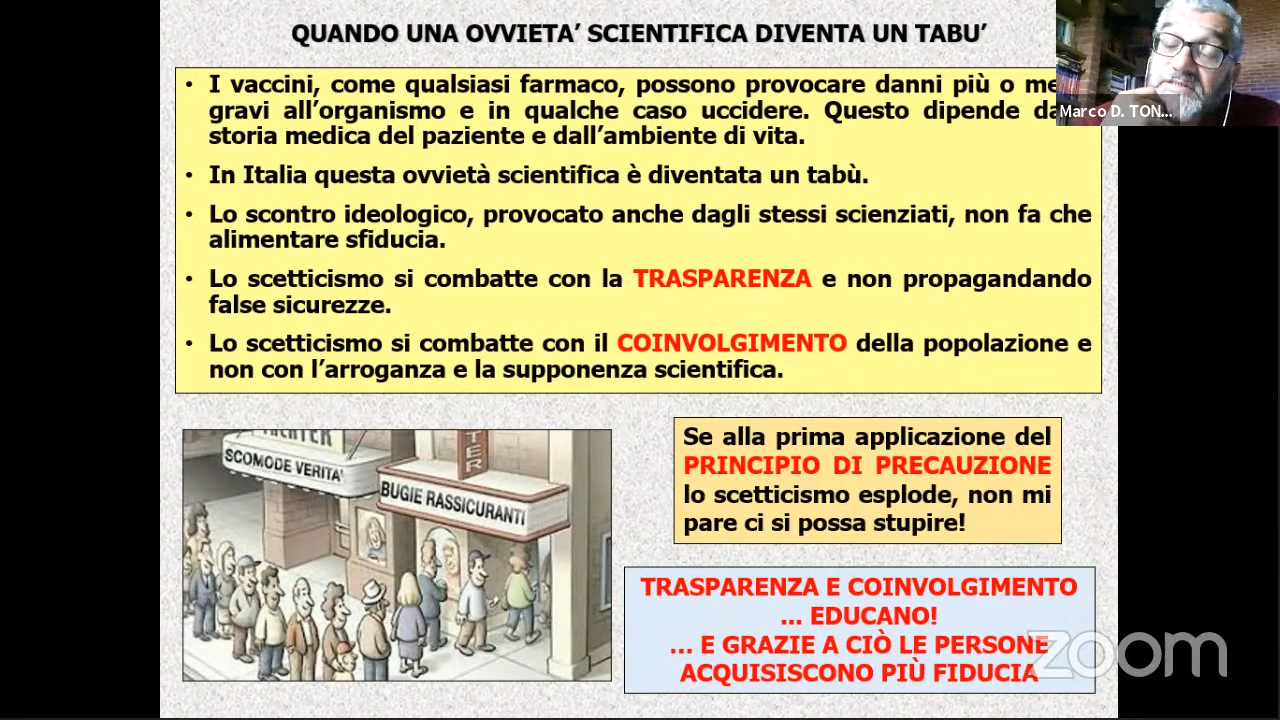 QUANDO UNA OVVIETA’ SCIENTIFICA DIVENTA UN TABU’
• I vaccini, come qualsiasi farmaco, possono provocare danni più o
gravi all’organismo e in qualche caso uccidere. Questo dipende
storia medica del paziente e dall’ambiente di vita.
• In Italia questa ovvietà scientifica è diventata un tabù.
• Lo scontro ideologico, provocato anche dagli stessi scienziati, non fa che
alimentare sfiducia.
• Lo scetticismo si combatte con la TRASPARENZA e non propagandando
false sicurezze.
• Lo scetticismo si combatte con il COINVOLGIMENTO della popolazione e
non con l’arroganza e la supponenza scientifica.
Marco D. TON...
SCOMODE VERITA'
TER
BUGIE RASSICURANTI
Se alla prima applicazione del
PRINCIPIO DI PRECAUZIONE
lo scetticismo esplode, non mi
pare ci si possa stupire!
TRASPARENZA E COINVOLGIMENTO
... EDUCANO!
... E GRAZIE A CIÒ LE PERSONE
ACQUISISCONO PIÙ FIDUCIA
zoom